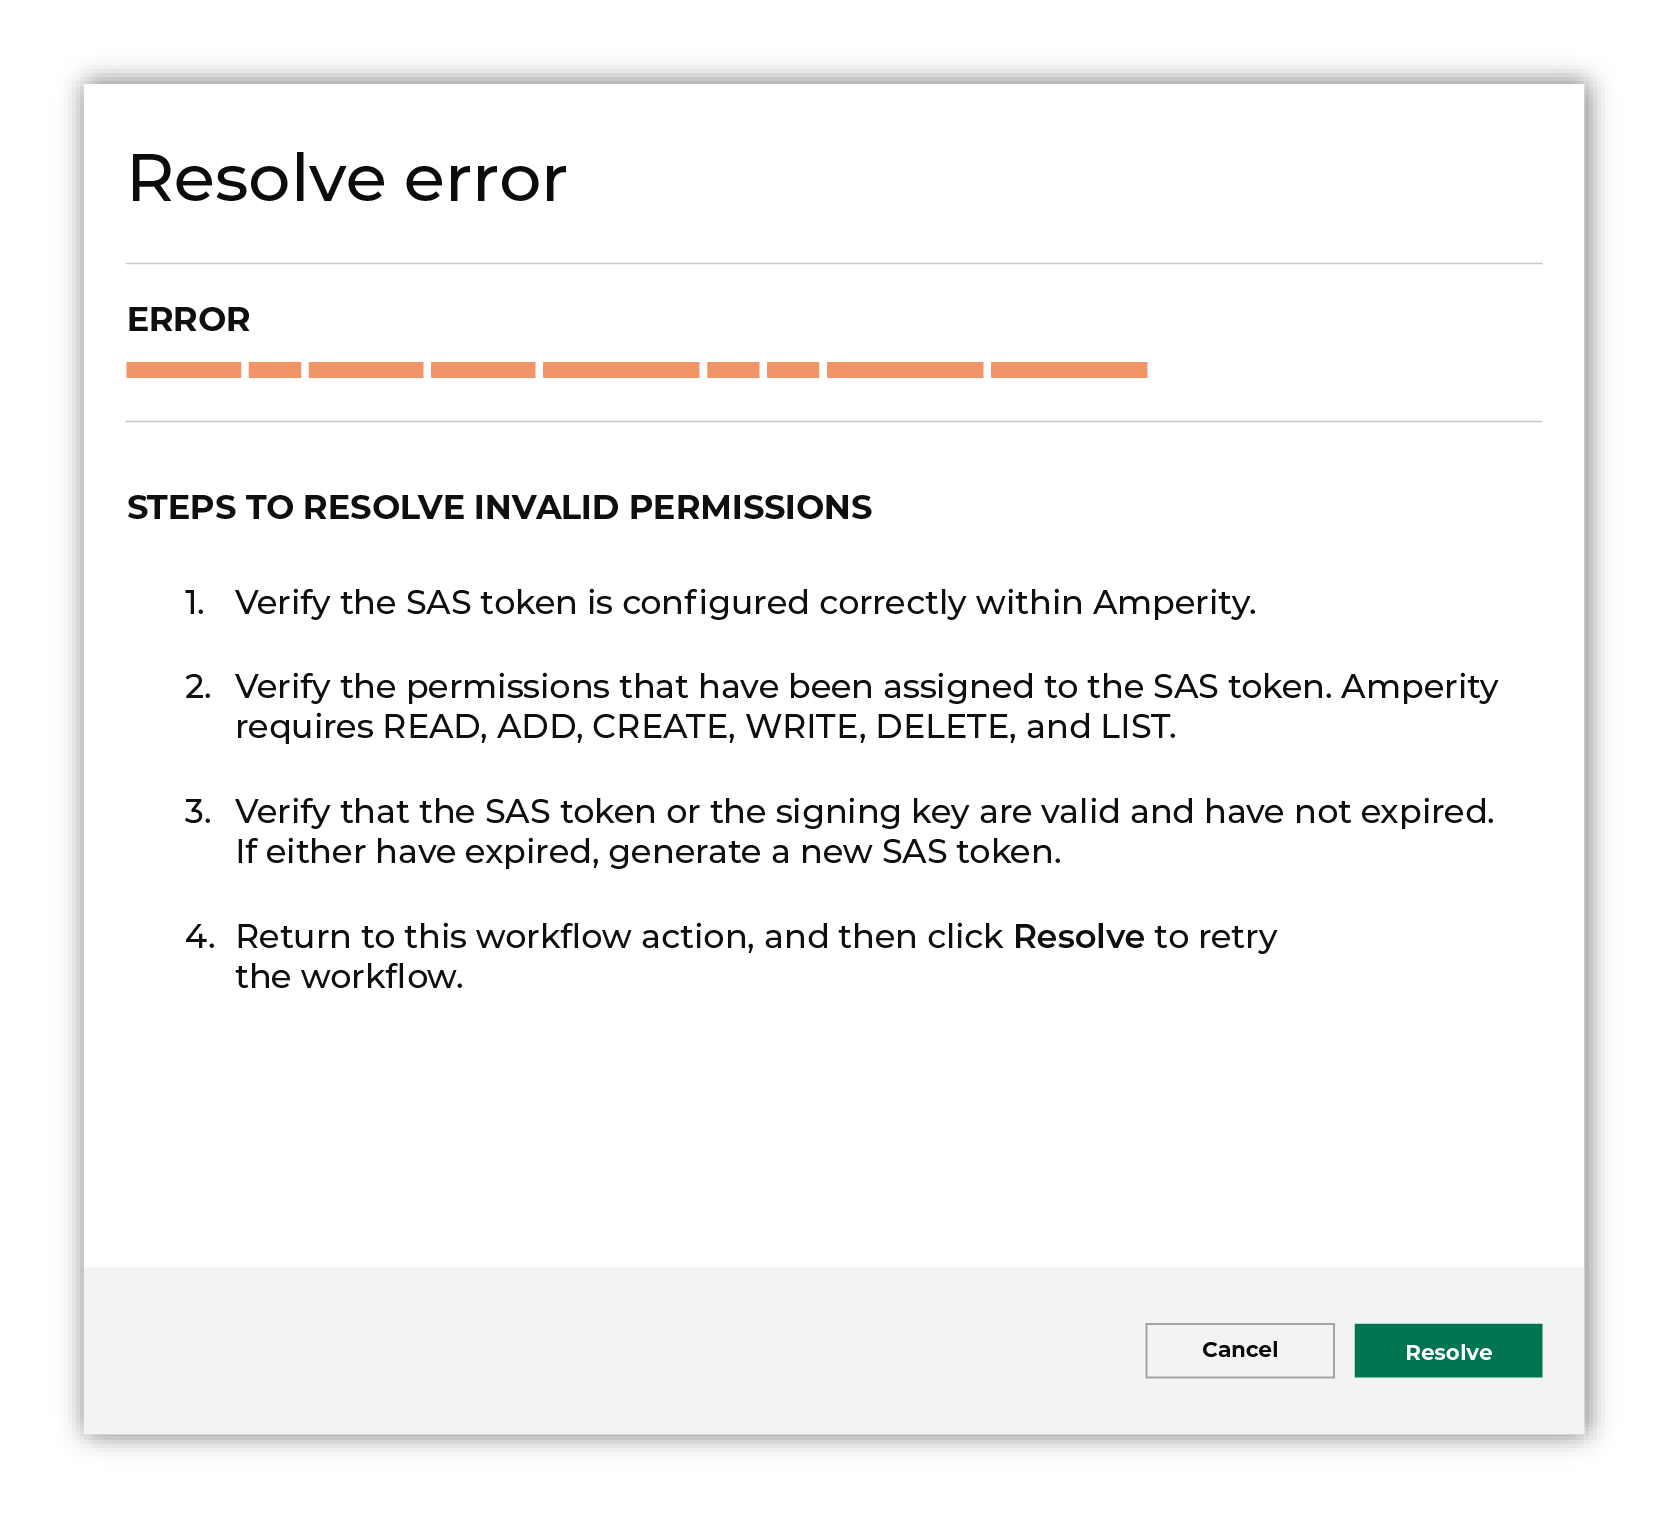 Resolve error
ERROR
STEPS TO RESOLVE INVALID PERMISSIONS
1. Verify the SAS token is configured correctly within Amperity.
2. Verify the permissions that have been assigned to the SAS token. Amperity
requires READ, ADD, CREATE, WRITE, DELETE, and LIST.
3. Verify that the SAS token or the signing key are valid and have not expired.
If either have expired, generate a new SAS token.
4. Return to this workflow action, and then click Resolve to retry
the workflow.
Cancel
Resolve